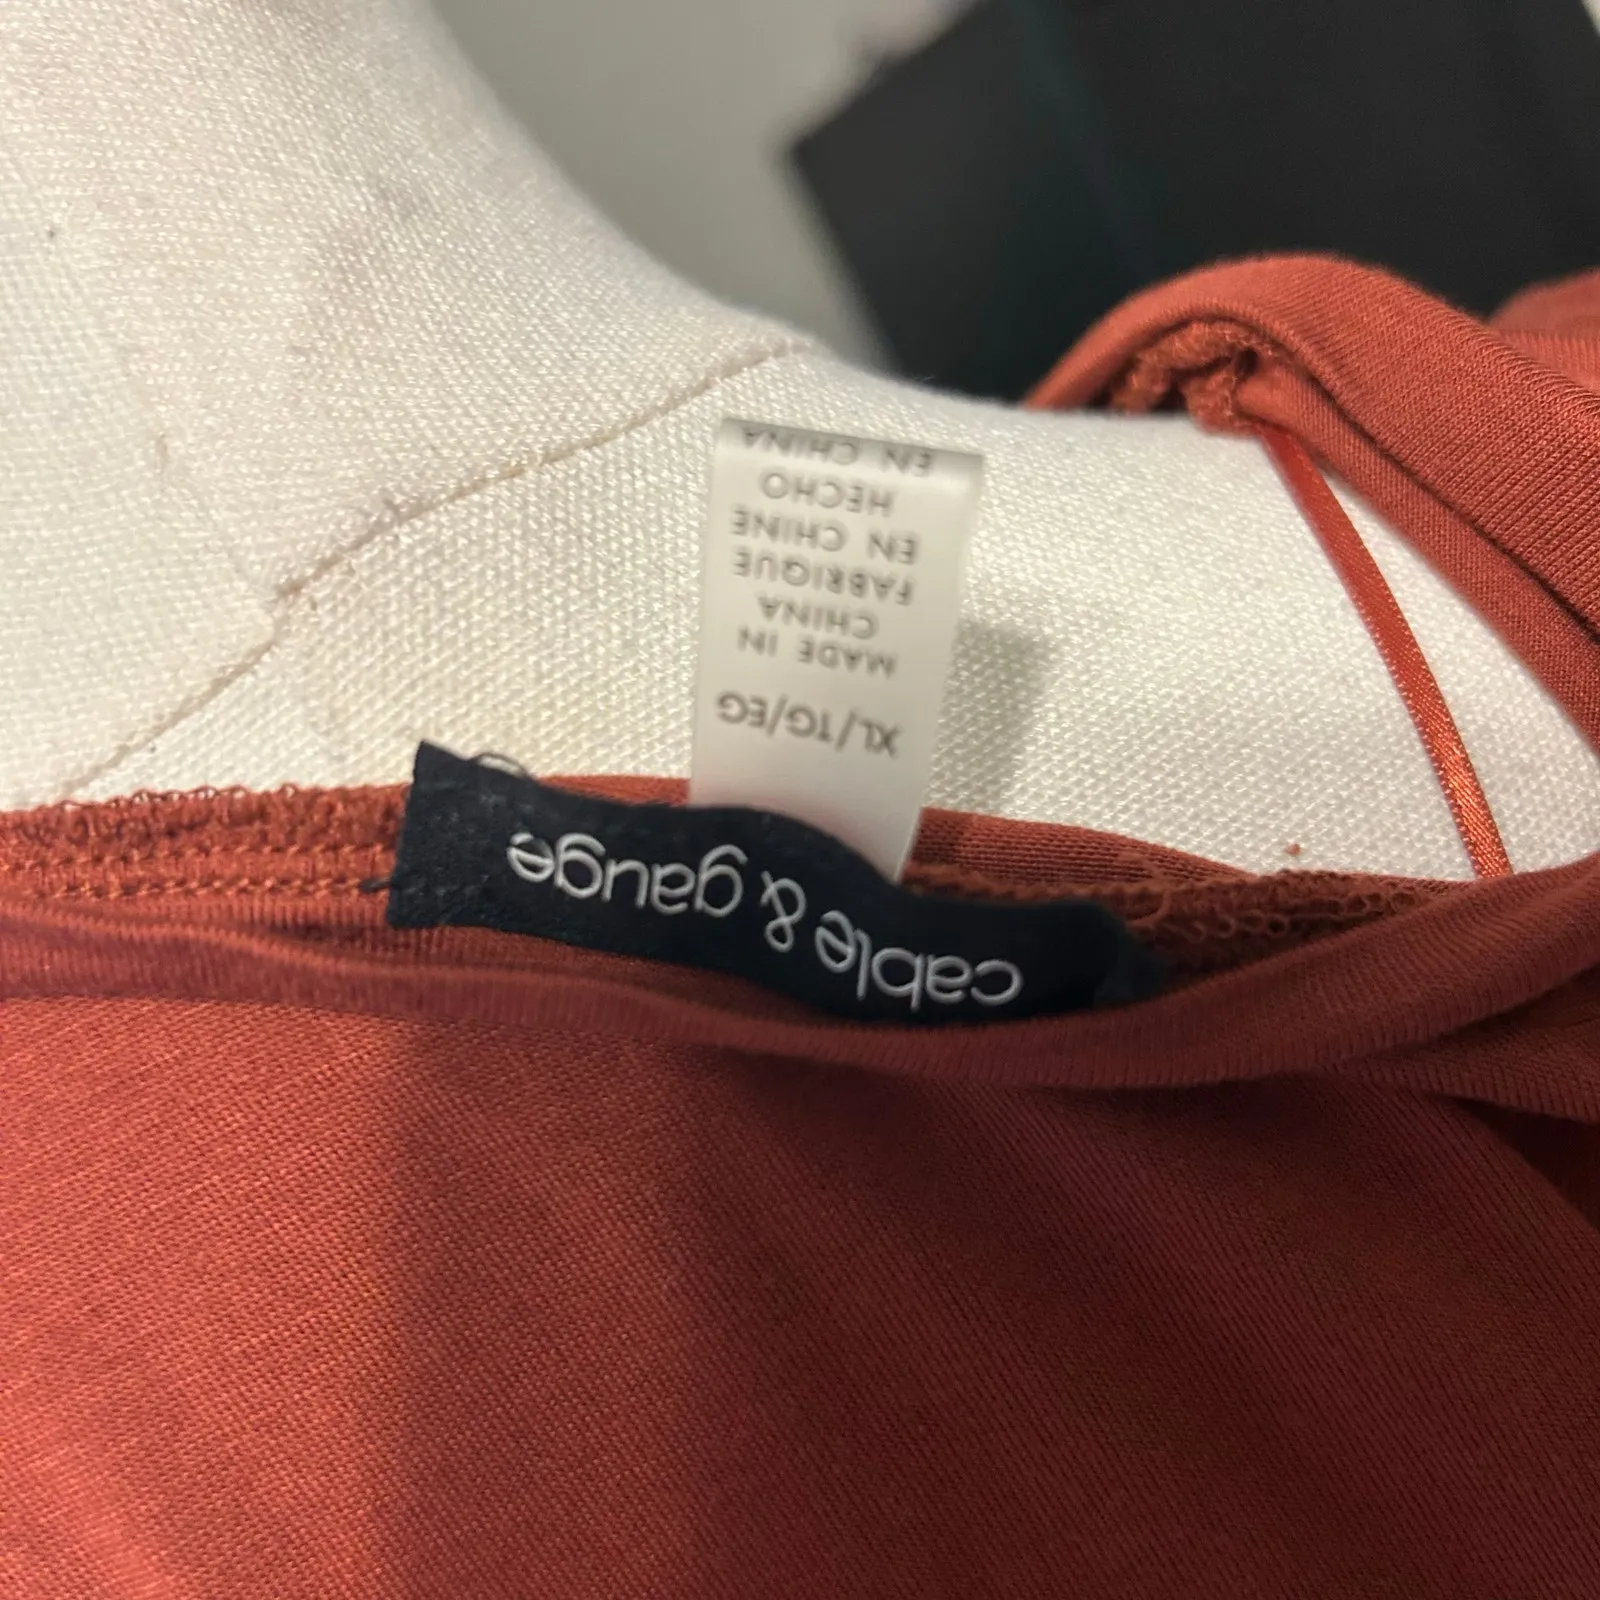 cable & gauge
XL/TG/EG
MADE IN
CHINA
FABRIQUE
EN CHINE
HECHO
EN CHINA